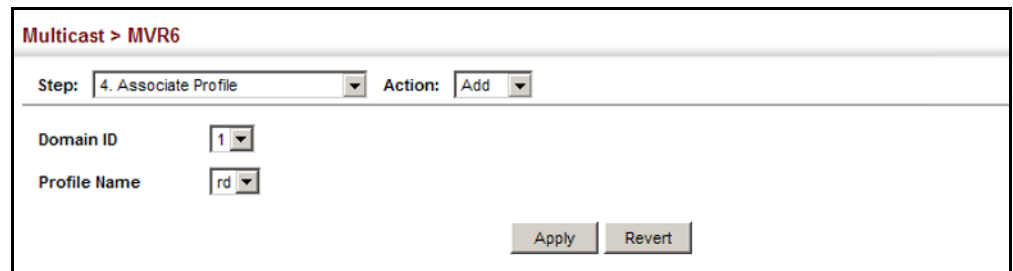 Multicast > MVR6
Step: 4. Associate Profile Action: Add
Domain ID 1
Profile Name rd
Apply Revert